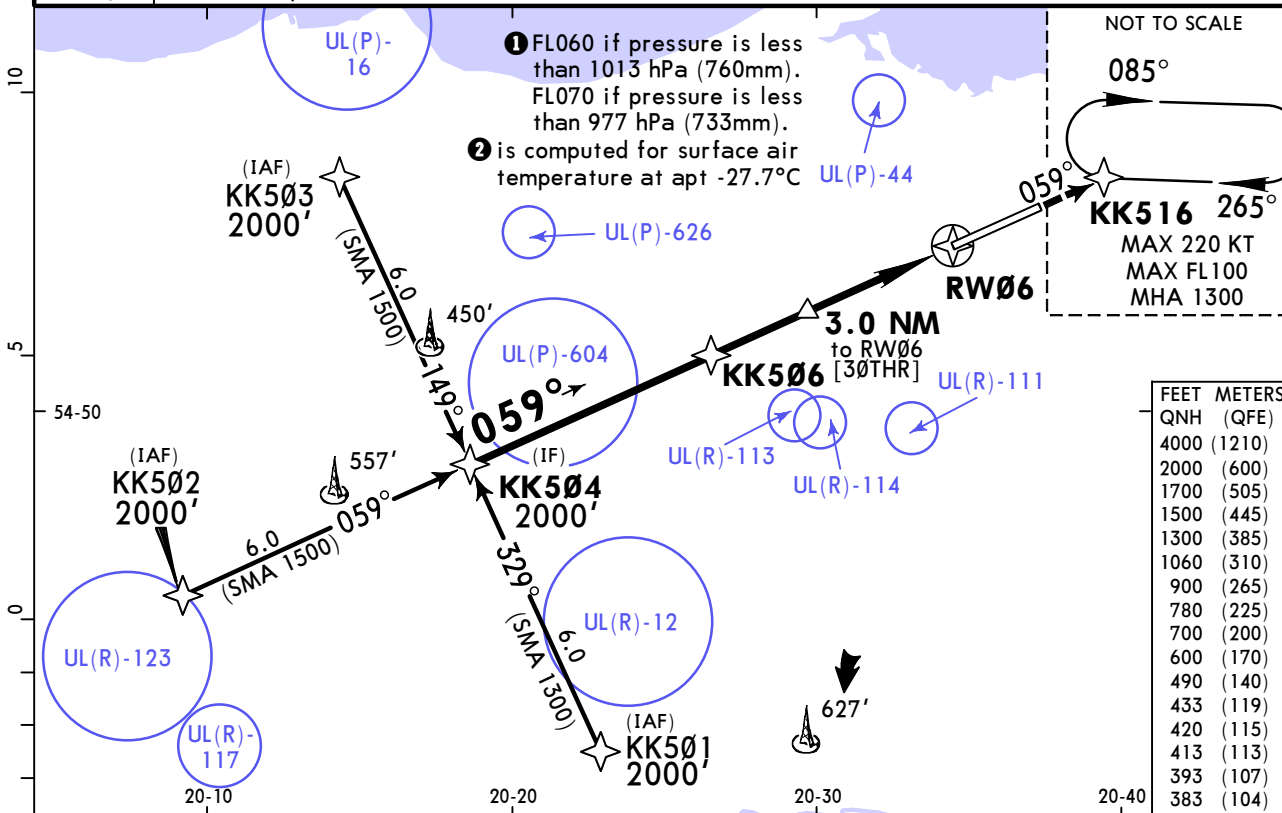 NOT TO SCALE
❶ FL060 if pressure is less
than 1013 hPa (760mm).
FL070 if pressure is less
than 977 hPa (733mm).
❷ is computed for surface air
temperature at apt -27.7°C
UL(P)-
16
UL(P)-44
UL(P)-626
UL(P)-604
085°
265°
059°
KK516
MAX 220 KT
MAX FL100
MHA 1300
RWØ6
3.0 NM
to RWØ6
[3ØTHR]
KK5Ø6
(IAF)
KK5Ø3
2000'
6.0
(SMA 1500)
149°
450'
10
5
0
54-50
059°
(IF)
KK5Ø4
2000'
UL(R)-113
UL(R)-114
UL(R)-111
(IAF)
KK5Ø2
2000'
557'
6.0
059°
(SMA 1500)
329°
6.0
(SMA 1300)
UL(R)-12
UL(R)-123
UL(R)-
117
(IAF)
KK5Ø1
2000'
627'
20-10
20-20
20-30
20-40
FEET METERS
QNH (QFE)
4000 (1210)
2000 (600)
1700 (505)
1500 (445)
1300 (385)
1060 (310)
900 (265)
780 (225)
700 (200)
600 (170)
490 (140)
433 (119)
420 (115)
413 (113)
393 (107)
383 (104)